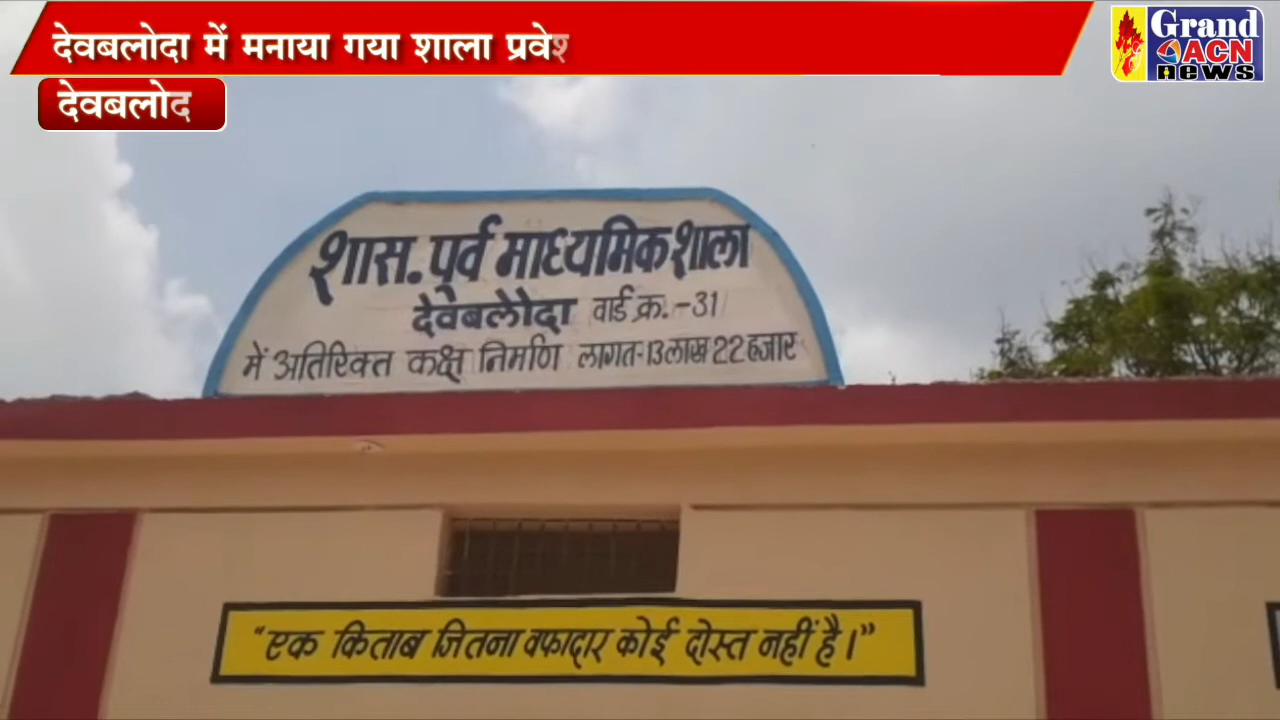 देवबलोदा में मनाया गया शाला प्रवेश
Grand
ACN
news
देवबलोद
शास. पूर्व माध्यमिक शाला
देवबलोदा वार्ड क्र.-31
में अतिरिक्त कक्ष निर्माण लागत-13लाख 22 हजार
"एक किताब जितना वफादार कोई दोस्त नहीं है।"